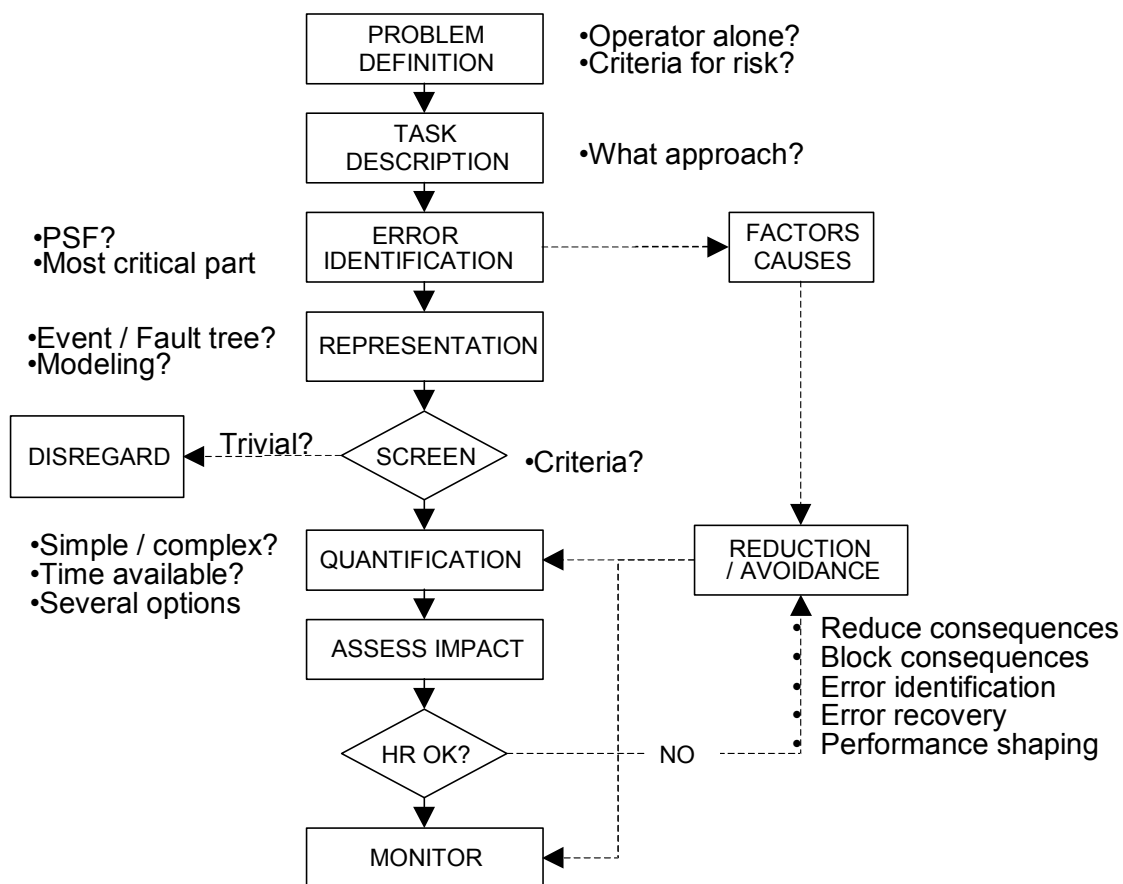 PROBLEM
DEFINITION
•Operator alone?
•Criteria for risk?
TASK
DESCRIPTION
•What approach?
•PSF?
•Most critical part
ERROR
IDENTIFICATION
FACTORS
CAUSES
•Event / Fault tree?
•Modeling?
REPRESENTATION
DISREGARD
Trivial?
SCREEN
•Criteria?
•Simple / complex?
•Time available?
•Several options
QUANTIFICATION
REDUCTION
/ AVOIDANCE
ASSESS IMPACT
• Reduce consequences
• Block consequences
• Error identification
• Error recovery
• Performance shaping
HR OK?
NO
MONITOR